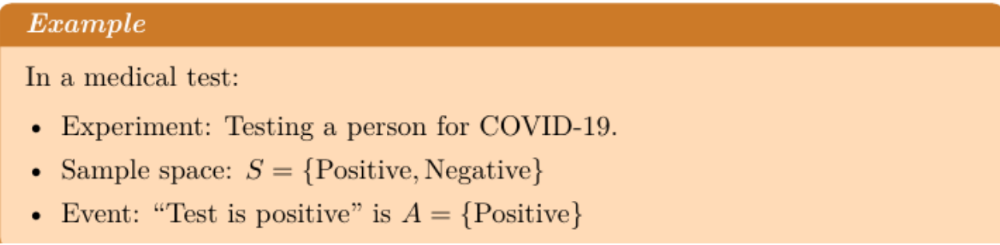 Example
In a medical test:
• Experiment: Testing a person for COVID-19.
• Sample space: S = {Positive, Negative}
• Event: “Test is positive” is A = {Positive}